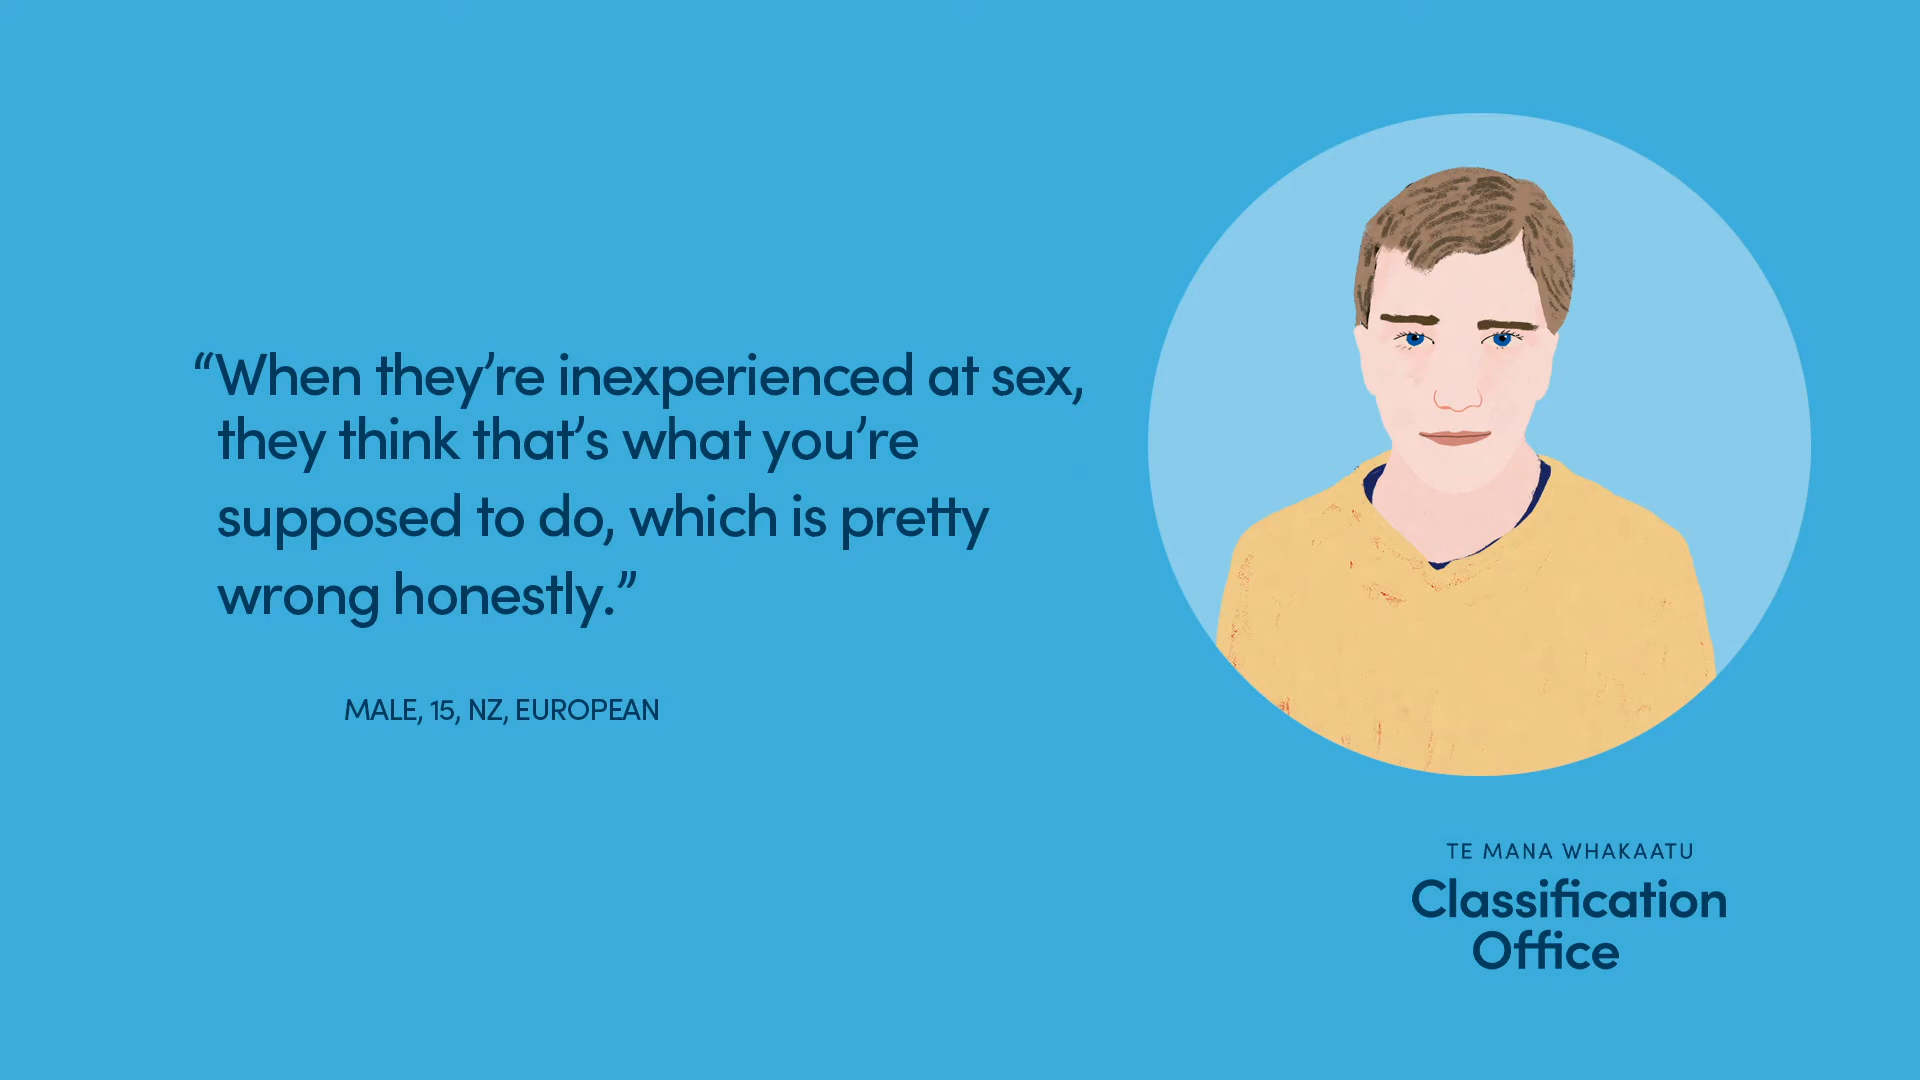 “When they’re inexperienced at sex,
they think that’s what you’re
supposed to do, which is pretty
wrong honestly.”
MALE, 15, NZ, EUROPEAN
TE MANA WHAKAATU
Classification
Office